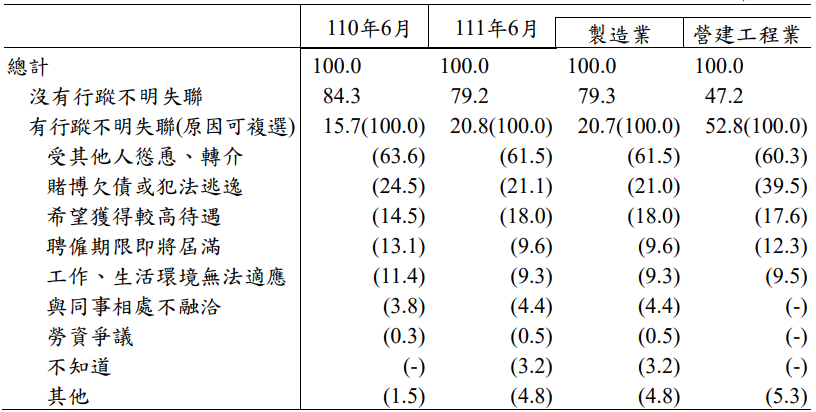 110年6月 111年6月 製造業 營建工程業
總計 100.0 100.0 100.0 100.0
沒有行蹤不明失聯 84.3 79.2 79.3 47.2
有行蹤不明失聯(原因可複選) 15.7(100.0) 20.8(100.0) 20.7(100.0) 52.8(100.0)
受其他人慫恿、轉介 (63.6) (61.5) (61.5) (60.3)
賭博欠債或犯法逃逸 (24.5) (21.1) (21.0) (39.5)
希望獲得較高待遇 (14.5) (18.0) (18.0) (17.6)
聘僱期限即將屆滿 (13.1) (9.6) (9.6) (12.3)
工作、生活環境無法適應 (11.4) (9.3) (9.3) (9.5)
與同事相處不融洽 (3.8) (4.4) (4.4) (-)
勞資爭議 (0.3) (0.5) (0.5) (-)
不知道 (-) (3.2) (3.2) (-)
其他 (1.5) (4.8) (4.8) (5.3)